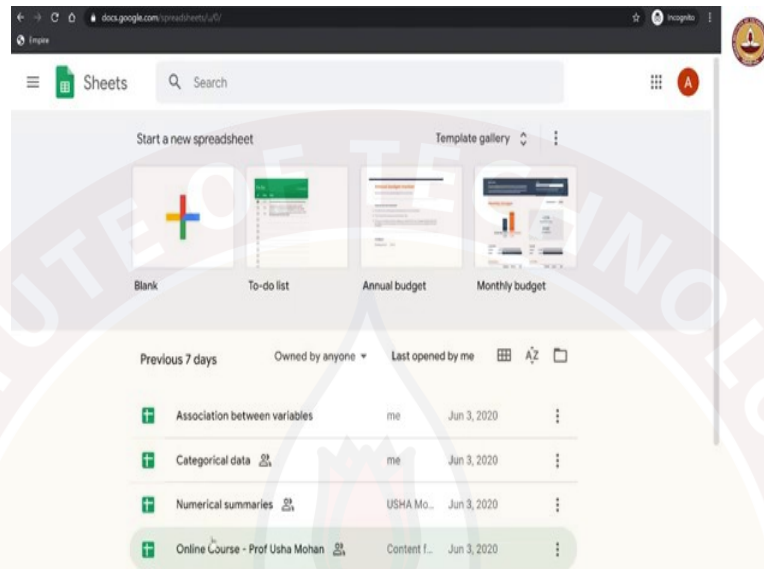 docs.google.com/spreadsheets/u/0/
Incognito
Empire
Sheets
Search
A
Start a new spreadsheet
Template gallery
Blank
To-do list
Annual budget
Monthly budget
Previous 7 days
Owned by anyone
Last opened by me
AZ
Association between variables
me
Jun 3, 2020
Categorical data
me
Jun 3, 2020
Numerical summaries
USHA Mo...
Jun 3, 2020
Online Course - Prof Usha Mohan
Content f...
Jun 3, 2020